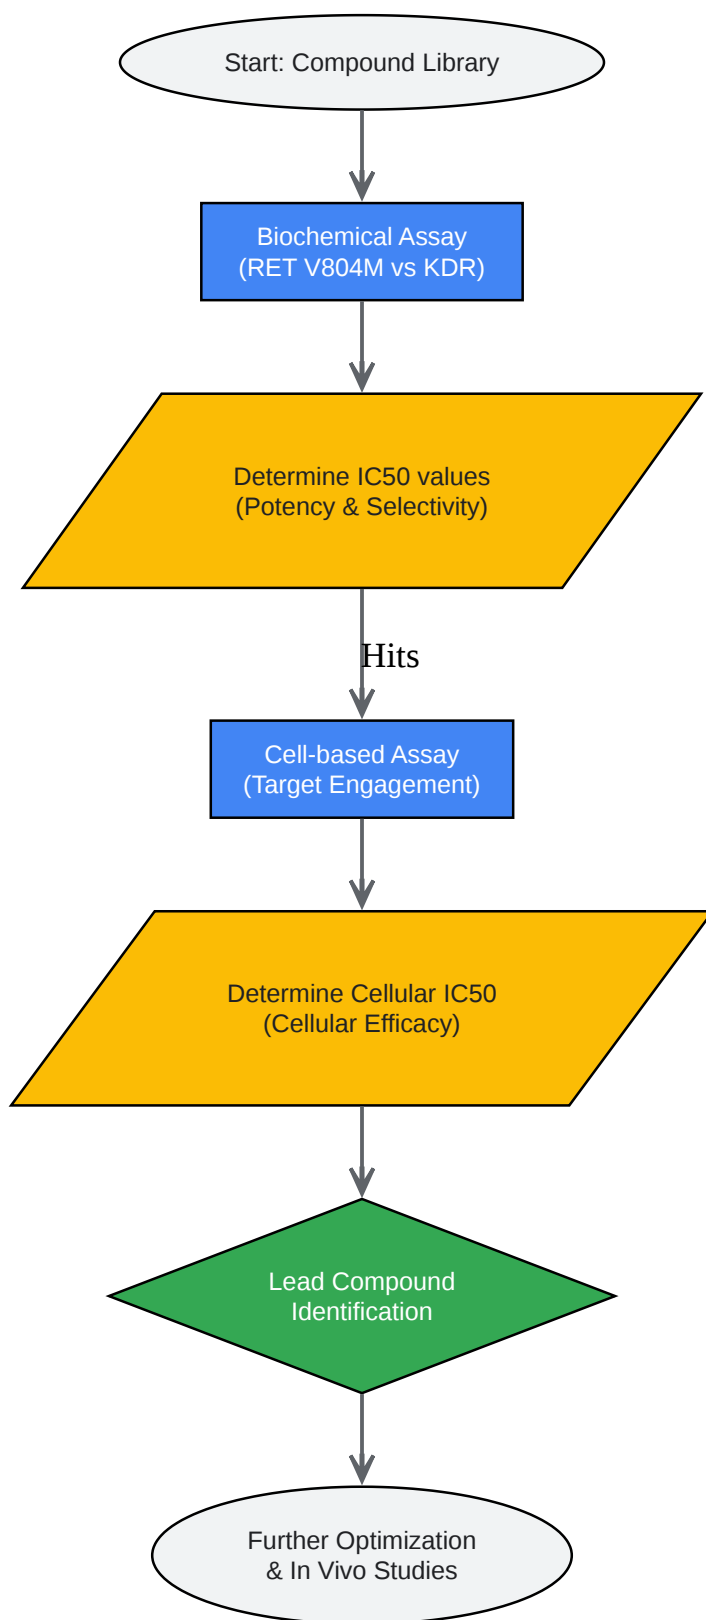 Start: Compound Library
Biochemical Assay
(RET V804M vs KDR)
Determine IC50 values
(Potency & Selectivity)
Hits
Cell-based Assay
(Target Engagement)
Determine Cellular IC50
(Cellular Efficacy)
Lead Compound
Identification
Further Optimization
& In Vivo Studies